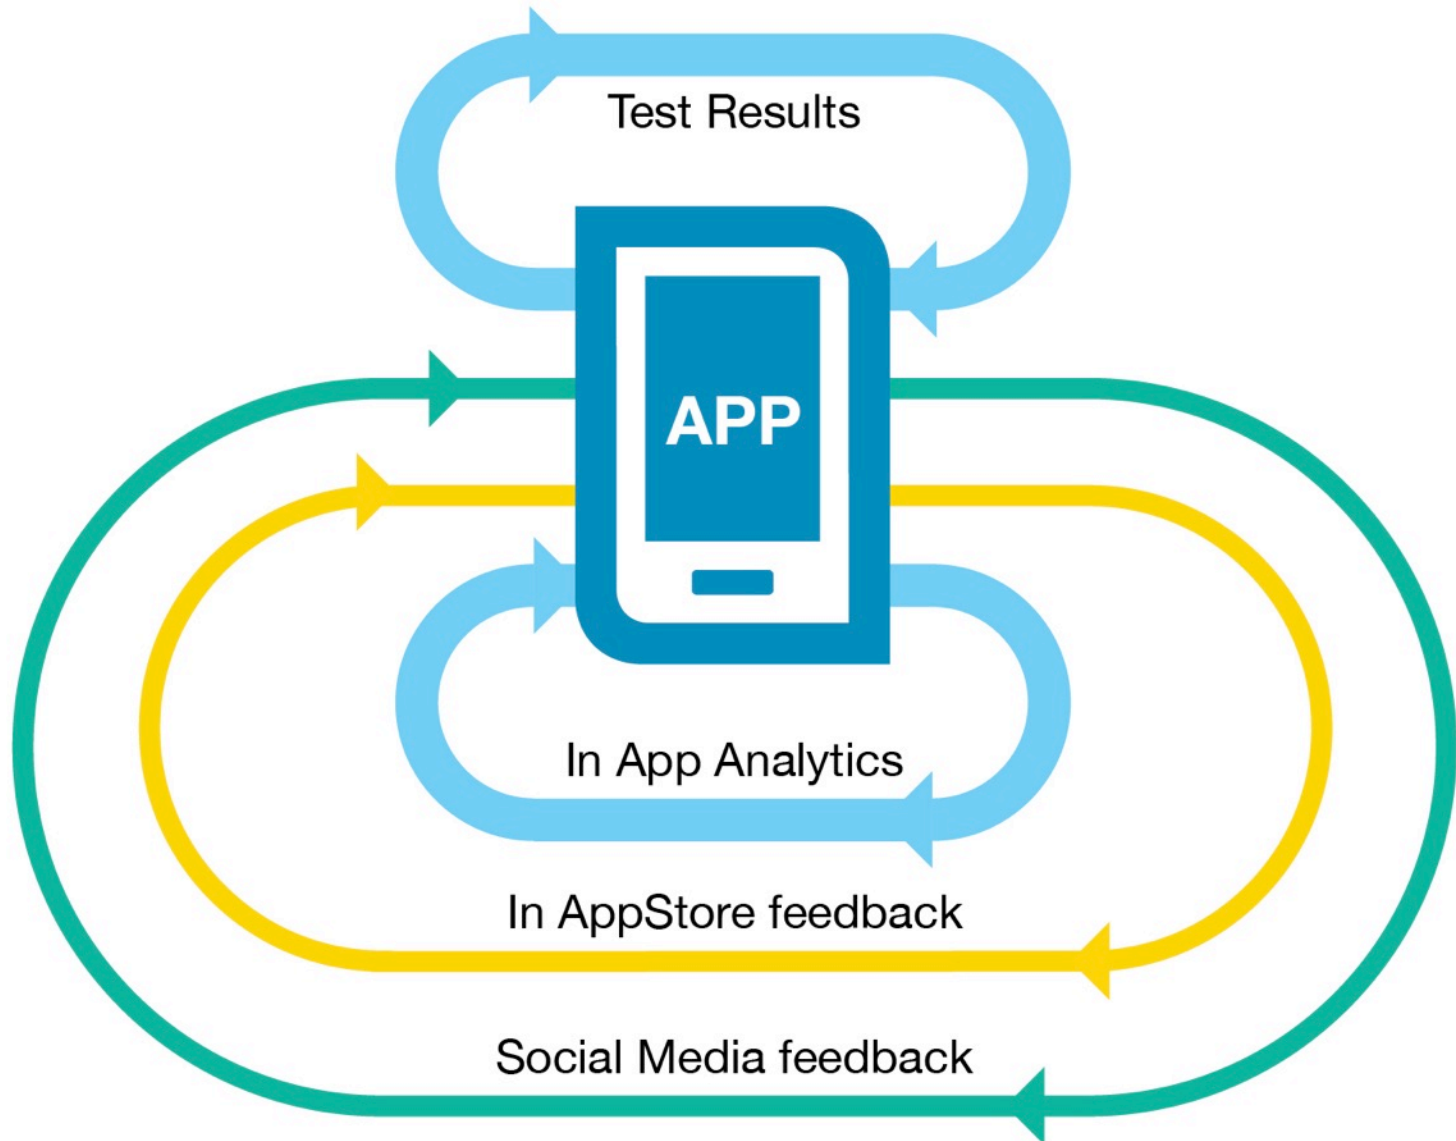 Test Results
APP
In App Analytics
In AppStore feedback
Social Media feedback